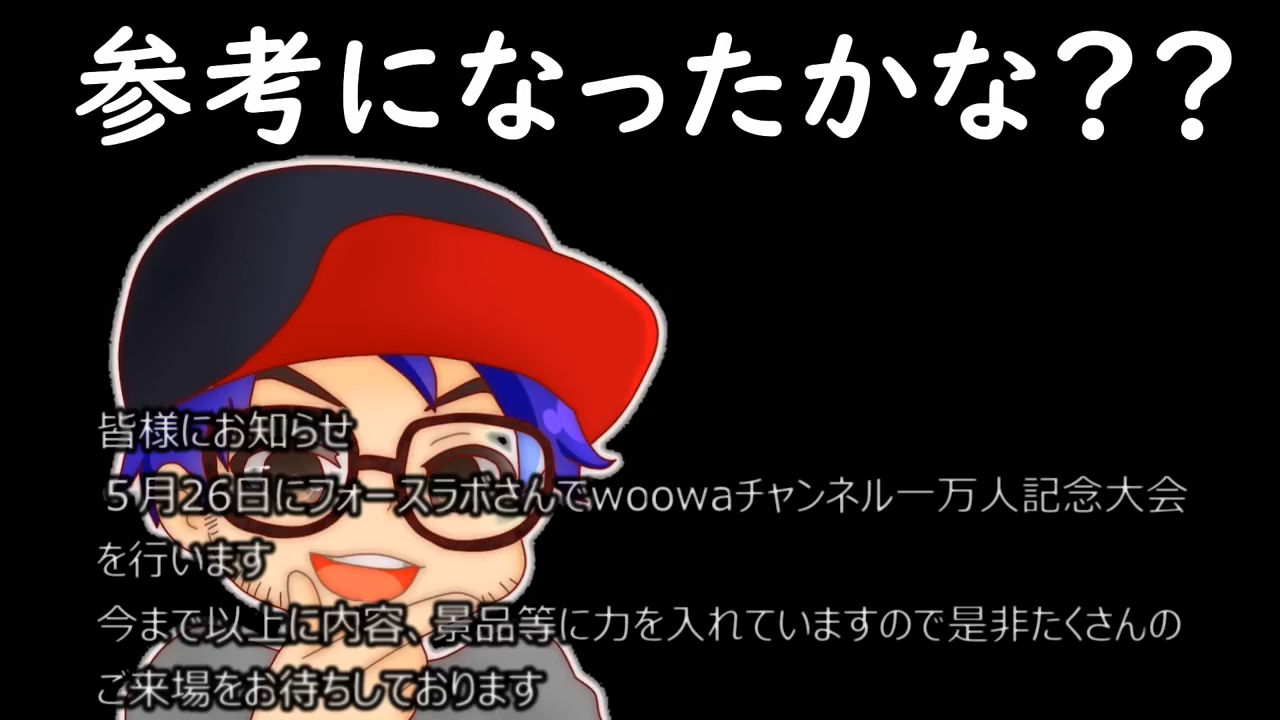 参考になったかな？？
皆様にお知らせ
５月26日にフォースラボさんでwoowaチャンネル一万人記念大会
を行います
今まで以上に内容、景品等に力を入れていますので是非たくさんの
ご来場をお待ちしております